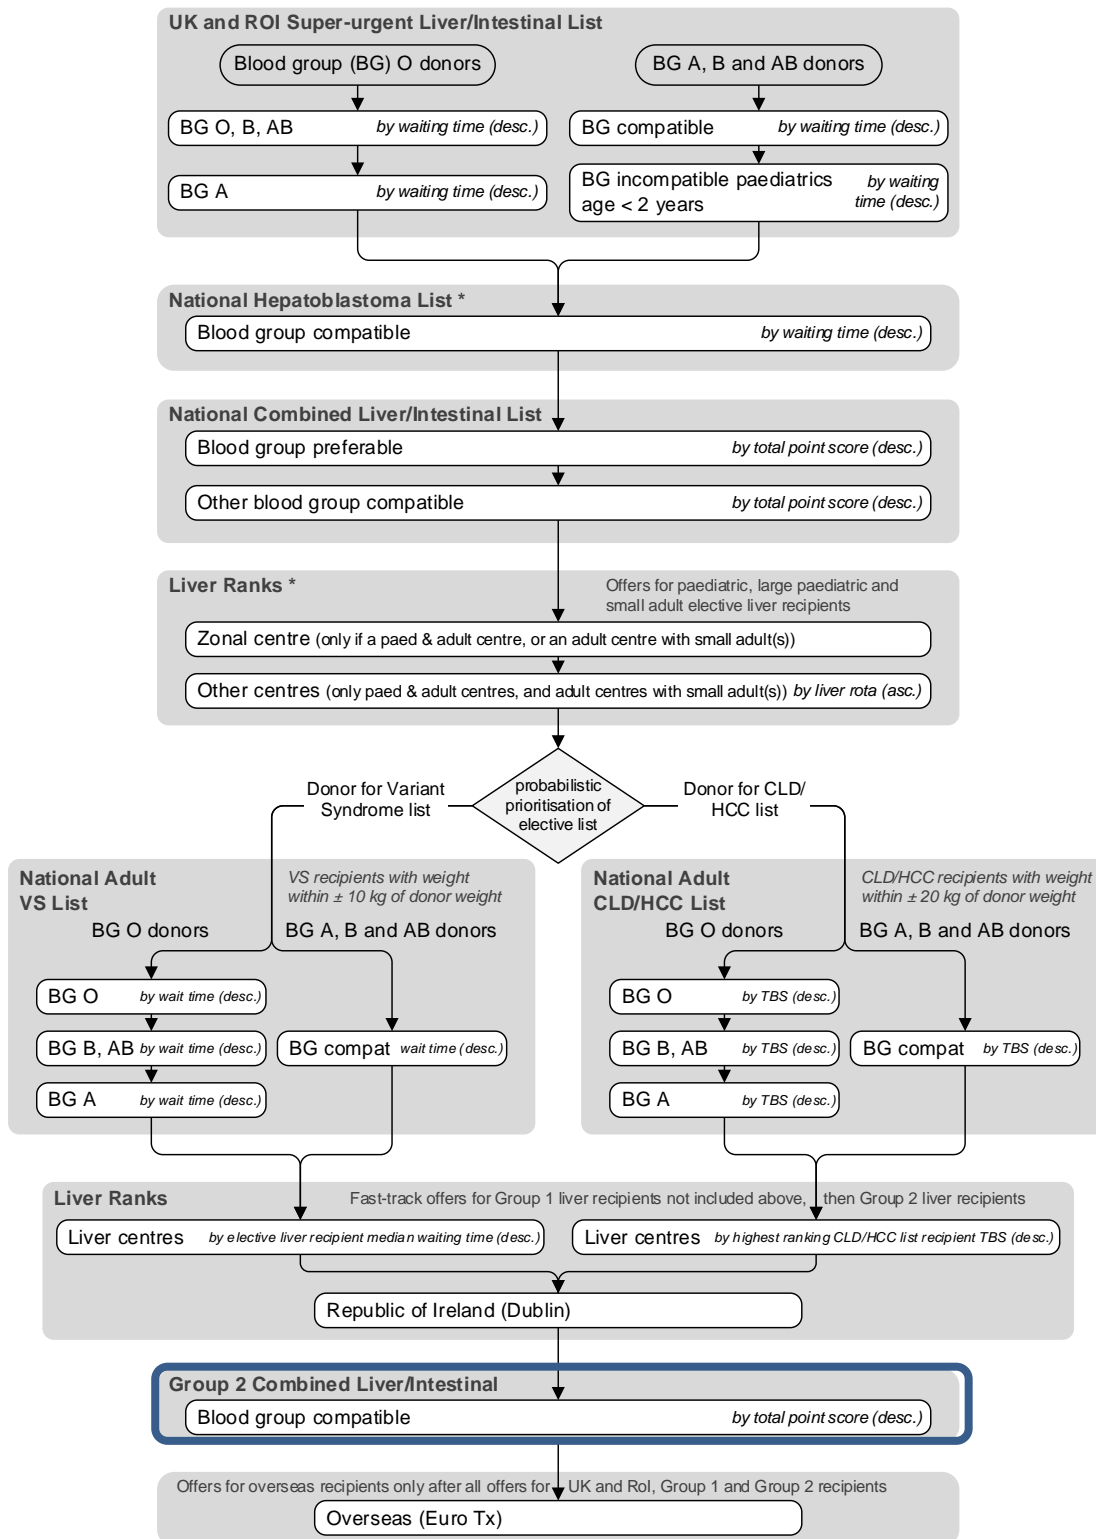 UK and ROI Super-urgent Liver/Intestinal List
Blood group (BG) O donors
BG O, B, AB by waiting time (desc.)
BG A by waiting time (desc.)
BG A, B and AB donors
BG compatible by waiting time (desc.)
BG incompatible paediatrics by waiting
age < 2 years time (desc.)
National Hepatoblastoma List *
Blood group compatible by waiting time (desc.)
National Combined Liver/Intestinal List
Blood group preferable by total point score (desc.)
Other blood group compatible by total point score (desc.)
Liver Ranks *
Offers for paediatric, large paediatric and
small adult elective liver recipients
Zonal centre (only if a paed & adult centre, or an adult centre with small adult(s))
Other centres (only paed & adult centres, and adult centres with small adult(s)) by liver rota (asc.)
probabilistic
prioritisation of
elective list
Donor for Variant
Syndrome list
Donor for CLD/
HCC list
National Adult
VS List
VS recipients with weight
within ± 10 kg of donor weight
BG O donors
BG A, B and AB donors
BG O by wait time (desc.)
BG B, AB by wait time (desc.)
BG A by wait time (desc.)
BG compat wait time (desc.)
National Adult
CLD/HCC List
CLD/HCC recipients with weight
within ± 20 kg of donor weight
BG O donors
BG A, B and AB donors
BG O by TBS (desc.)
BG B, AB by TBS (desc.)
BG A by TBS (desc.)
BG compat by TBS (desc.)
Liver Ranks
Fast-track offers for Group 1 liver recipients not included above, then Group 2 liver recipients
Liver centres by elective liver recipient median waiting time (desc.)
Liver centres by highest ranking CLD/HCC list recipient TBS (desc.)
Republic of Ireland (Dublin)
Group 2 Combined Liver/Intestinal
Blood group compatible by total point score (desc.)
Offers for overseas recipients only after all offers for UK and RoI, Group 1 and Group 2 recipients
Overseas (Euro Tx)